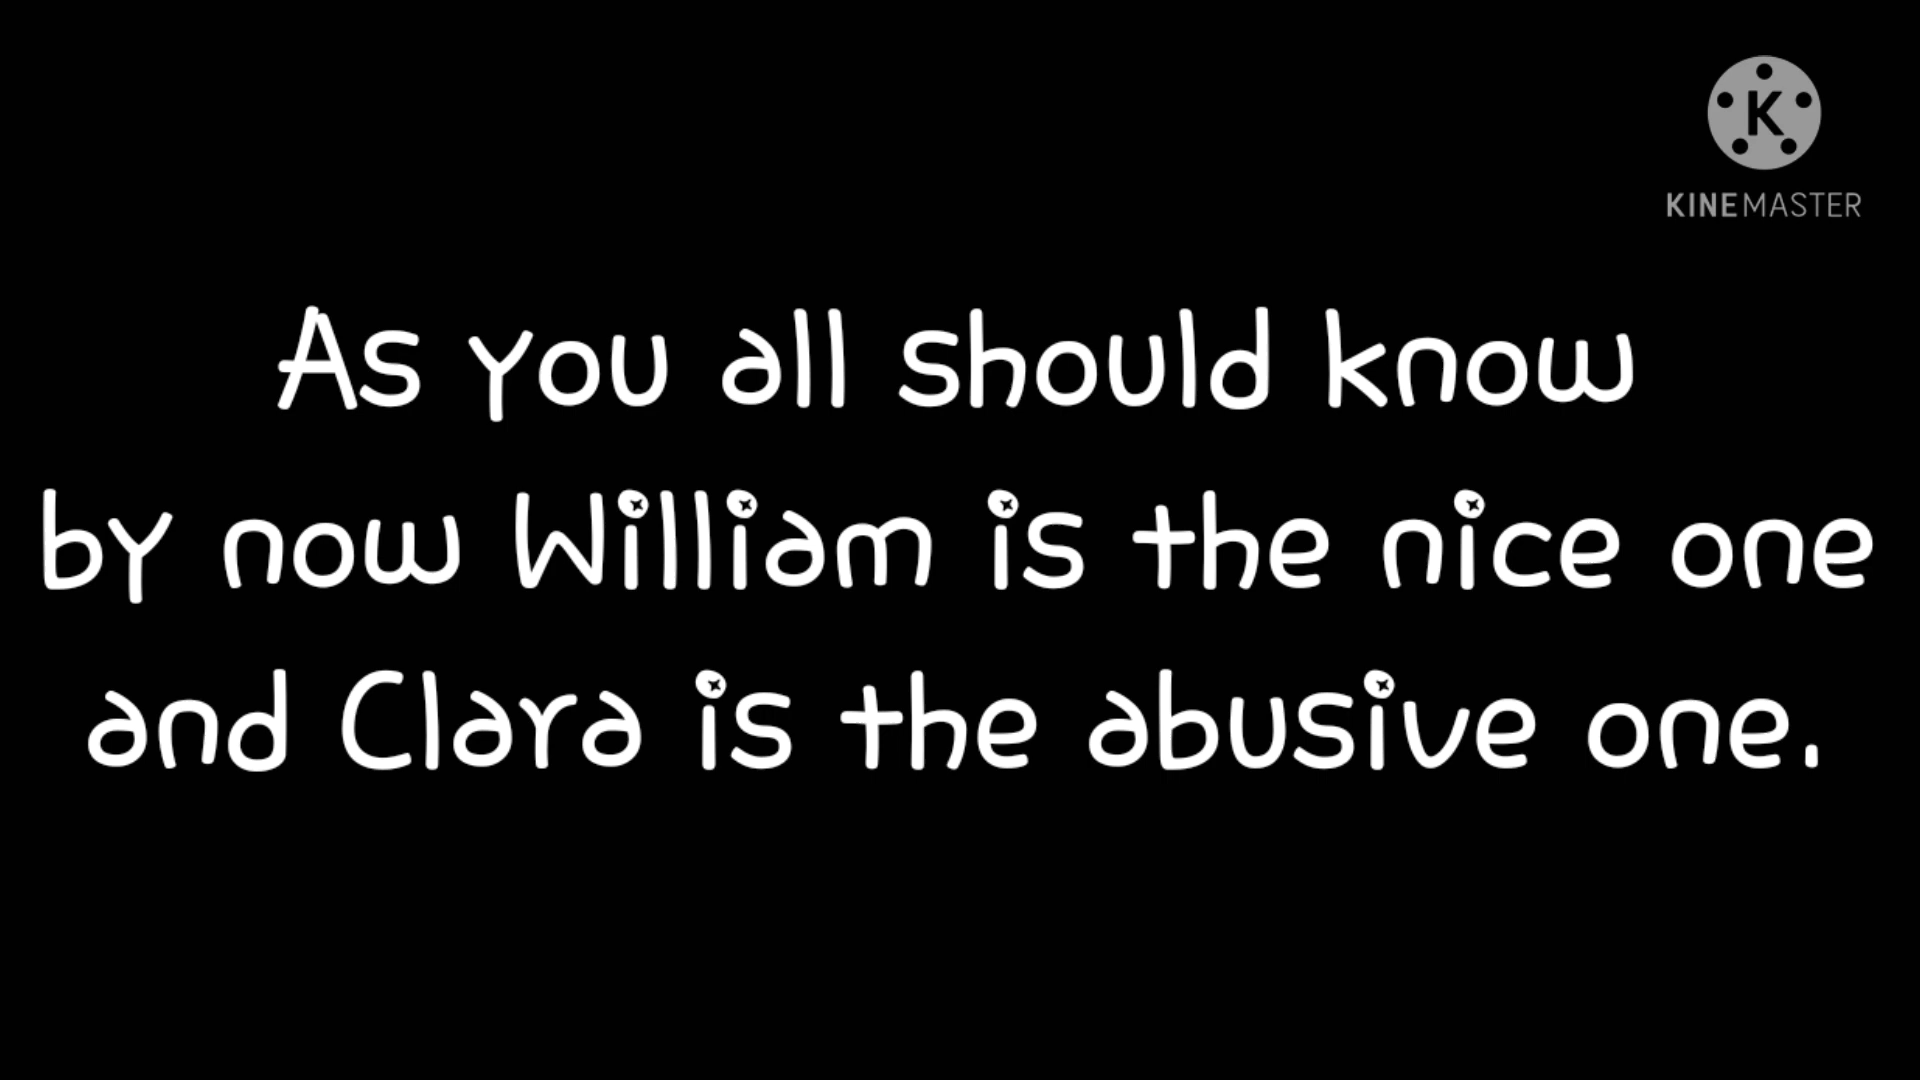 K
KINEMASTER
As you all should know
by now William is the nice one
and Clara is the abusive one.